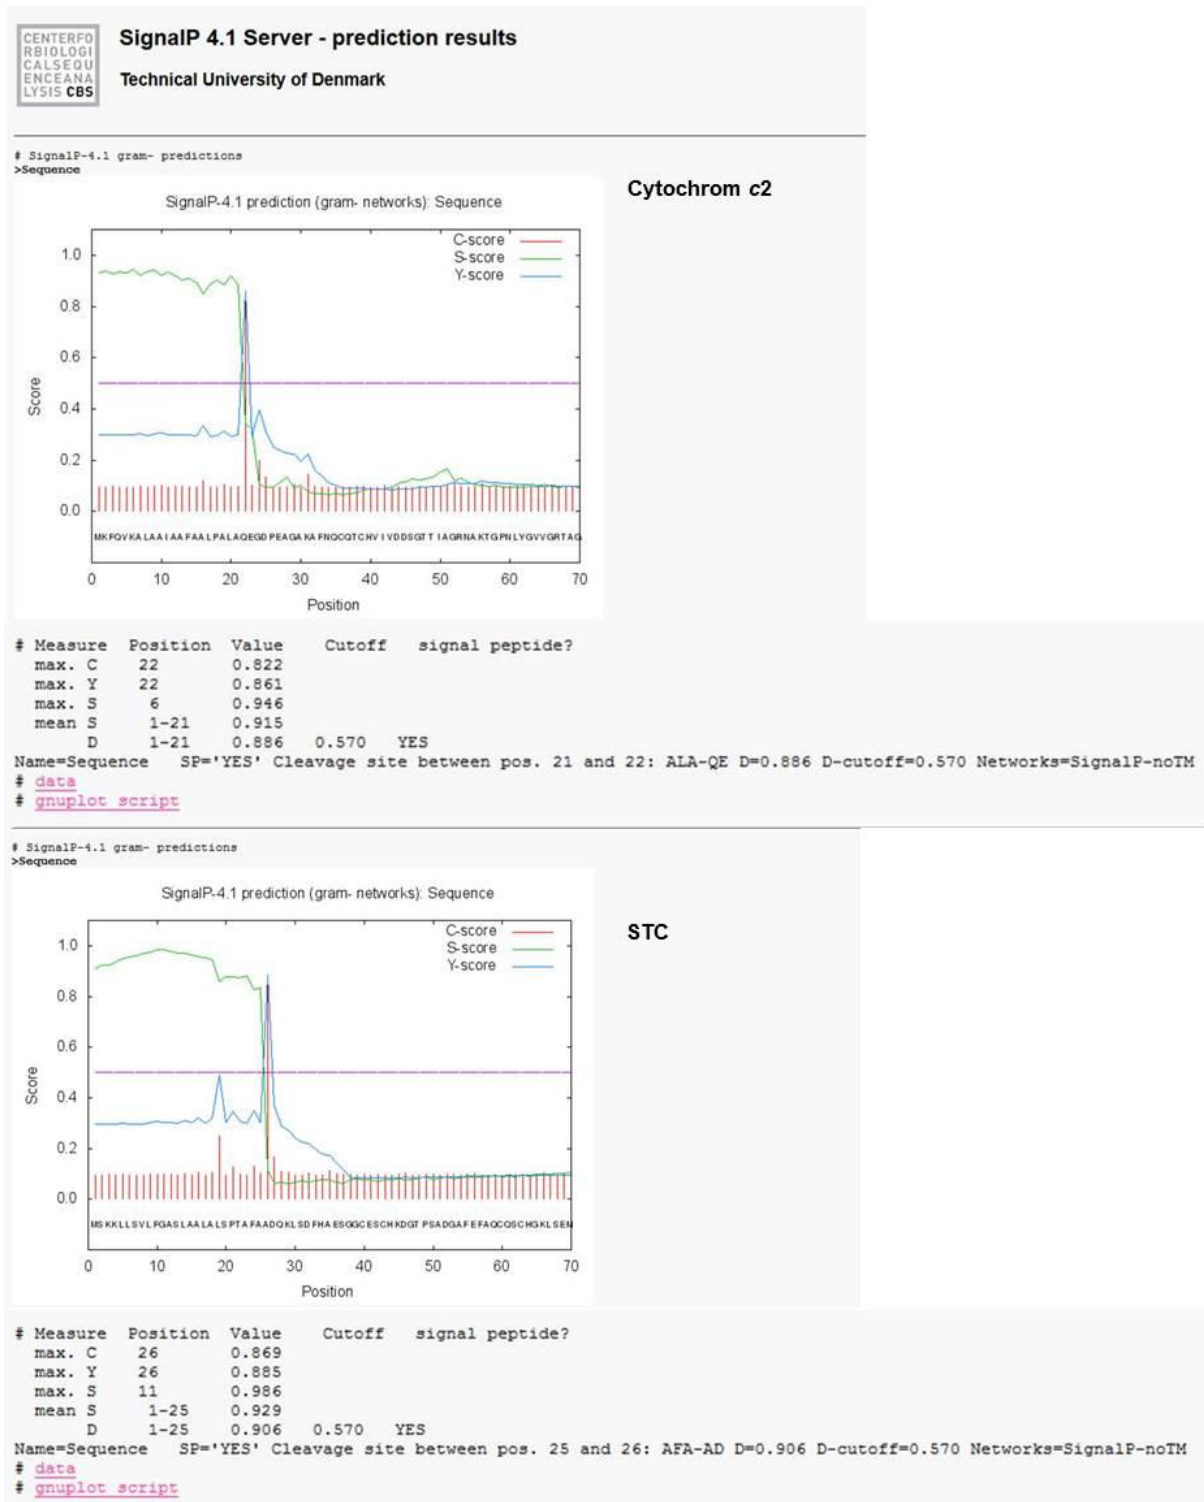 CENTERFO
RBIOLOGI
CALSEQU
ENCEANA
LYSIS CBS
SignalP 4.1 Server - prediction results
Technical University of Denmark
# SignalP-4.1 gram- predictions
>Sequence
Cytochrom c2
SignalP-4.1 prediction (gram- networks): Sequence
C-score
S-score
Y-score
1.0
0.8
0.6
0.4
0.2
0.0
Score
MKFQVKALAAIAAFAALPALAQEGDPEAGAKAFNQCQTCHVIVDDSGTTIAGRNAKTGPNLYGVVGRTAG
0 10 20 30 40 50 60 70
Position
# Measure Position Value Cutoff signal peptide?
max. C 22 0.822
max. Y 22 0.861
max. S 6 0.946
mean S 1-21 0.915
D 1-21 0.886 0.570 YES
Name=Sequence SP='YES' Cleavage site between pos. 21 and 22: ALA-QE D=0.886 D-cutoff=0.570 Networks=SignalP-noTM
# data
# gnuplot script
# SignalP-4.1 gram- predictions
>Sequence
STC
SignalP-4.1 prediction (gram- networks): Sequence
C-score
S-score
Y-score
1.0
0.8
0.6
0.4
0.2
0.0
Score
MSKKLLSVLFGASLAALALSPTAFAADQKLSDFHAESGGCESCHKDGTPSADGAFEFAQCQSCHGKLSEM
0 10 20 30 40 50 60 70
Position
# Measure Position Value Cutoff signal peptide?
max. C 26 0.869
max. Y 26 0.885
max. S 11 0.986
mean S 1-25 0.929
D 1-25 0.906 0.570 YES
Name=Sequence SP='YES' Cleavage site between pos. 25 and 26: AFA-AD D=0.906 D-cutoff=0.570 Networks=SignalP-noTM
# data
# gnuplot script